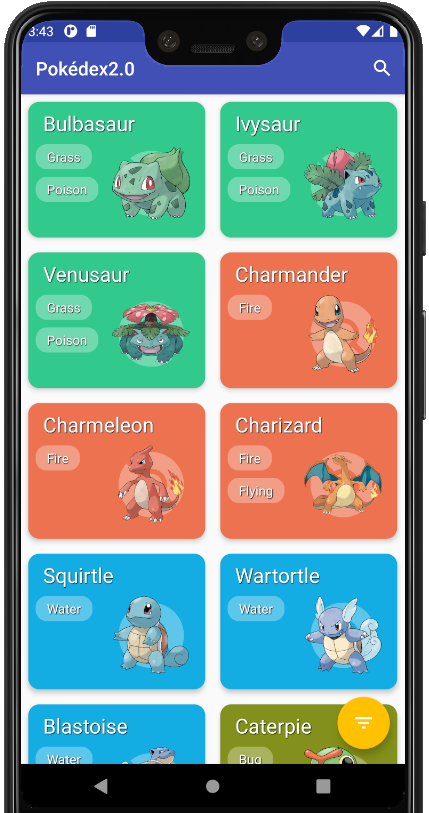 3:43
Pokédex2.0
Bulbasaur
Grass
Poison
Ivysaur
Grass
Poison
Venusaur
Grass
Poison
Charmander
Fire
Charmeleon
Fire
Charizard
Fire
Flying
Squirtle
Water
Wartortle
Water
Blastoise
Water
Caterpie
Bug